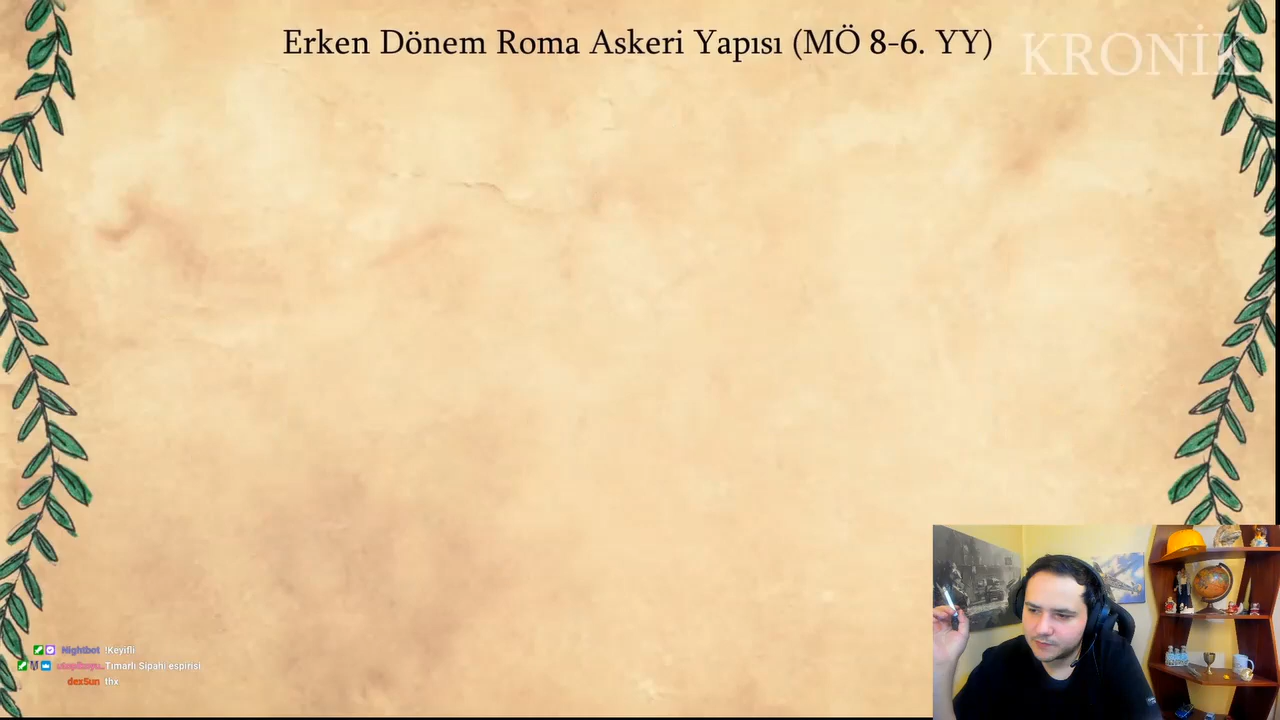 Erken Dönem Roma Askeri Yapısı (MÖ 8-6. YY)
KRONİK
Nightbot !Keyifli
Tımarlı Sipahi espirisi
dex5un thx